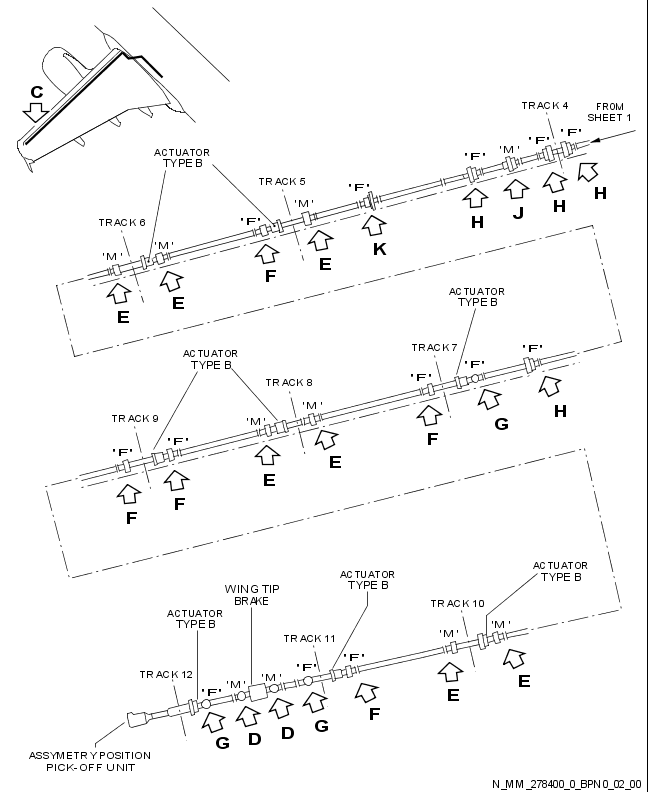 C
TRACK 4
FROM
SHEET 1
'F'
'F'
'M'
'F'
H
H
J
H
ACTUATOR
TYPE B
TRACK 5
'F'
'M'
'F'
K
E
F
TRACK 6
'M'
'M'
E
E
ACTUATOR
TYPE B
TRACK 7
'F'
'F'
'F'
H
G
F
ACTUATOR
TYPE B
TRACK 8
'M'
'M'
E
E
TRACK 9
'F'
'F'
F
F
ACTUATOR
TYPE B
TRACK 10
'M'
'M'
E
E
ACTUATOR
TYPE B
WING TIP
BRAKE
ACTUATOR
TYPE B
TRACK 11
'F'
'F'
'M'
'M'
'F'
TRACK 12
G
D
D
G
F
ASSYMETRY POSITION
PICK-OFF UNIT
N_MM_278400_0_BPN0_02_00